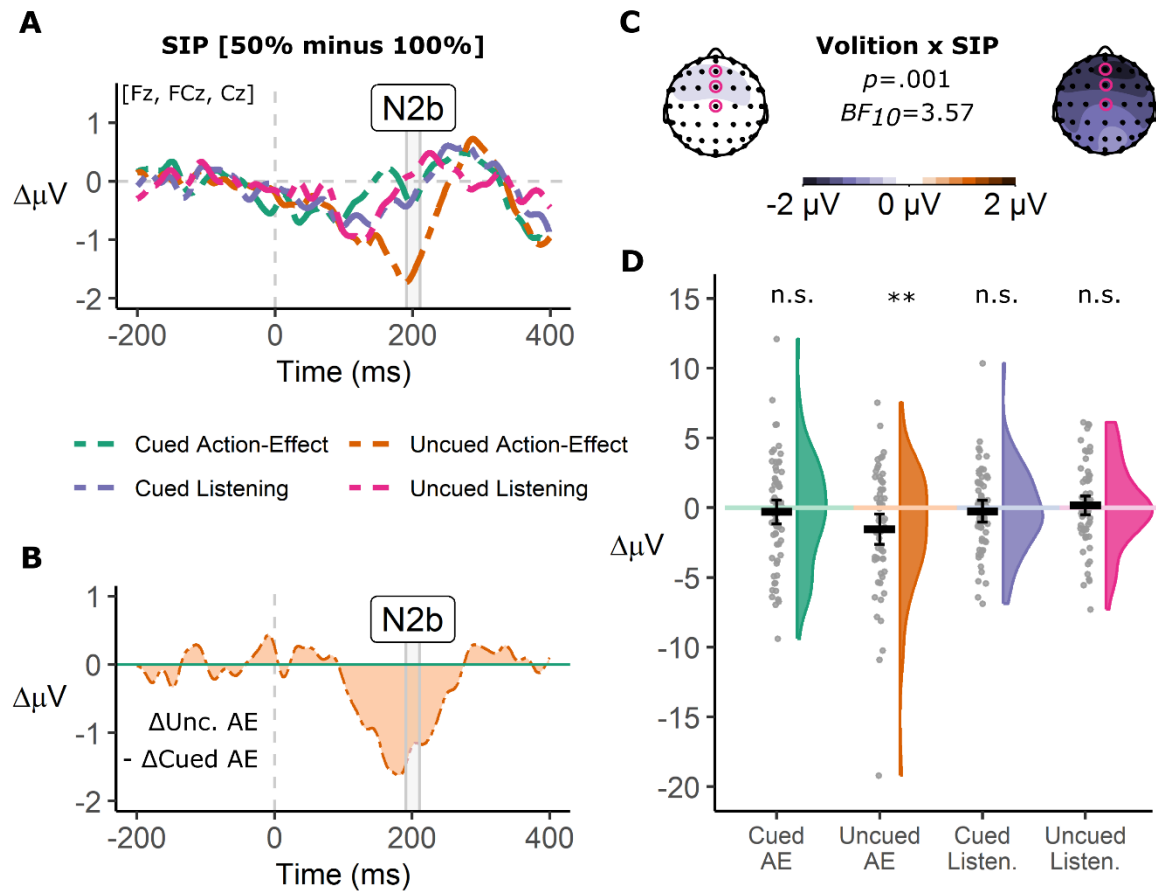 A
SIP [50% minus 100%]
[Fz, FCz, Cz]
N2b
1
0
-1
-2
ΔµV
-200
0
200
400
Time (ms)
Cued Action-Effect
Uncued Action-Effect
Cued Listening
Uncued Listening
B
N2b
1
0
-1
-2
ΔµV
ΔUnc. AE
- ΔCued AE
-200
0
200
400
Time (ms)
C
Volition x SIP
p=.001
BF10=3.57
-2 µV
0 µV
2 µV
D
n.s.
**
n.s.
n.s.
15
10
5
0
-5
-10
-15
-20
ΔµV
Cued
AE
Uncued
AE
Cued
Listen.
Uncued
Listen.